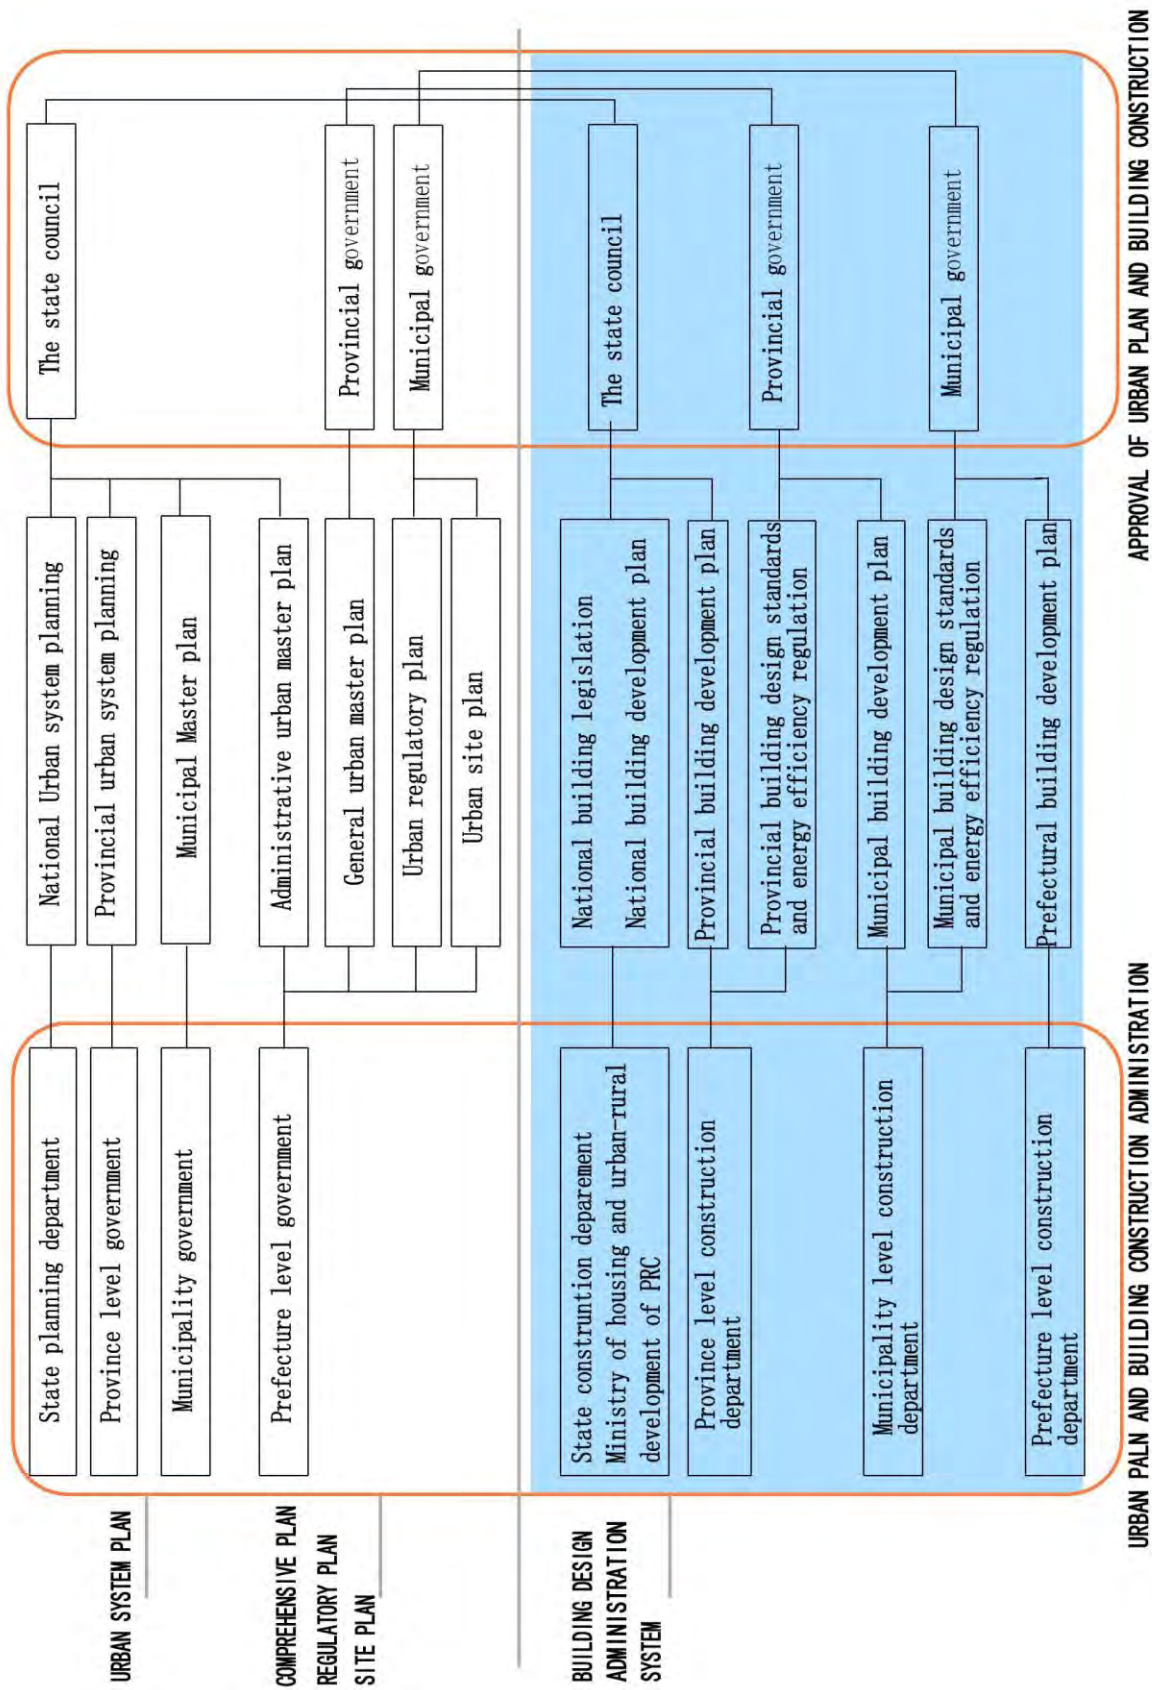 URBAN SYSTEM PLAN
COMPREHENSIVE PLAN
REGULATORY PLAN
SITE PLAN
BUILDING DESIGN
ADMINISTRATION
SYSTEM
State planning department
Province level government
Municipality government
Prefecture level government
State constrution deparement
Ministry of housing and urban-rural
development of PRC
Province level construction
department
Municipality level construction
department
Prefecture level construction
department
URBAN PALN AND BUILDING CONSTRUCTION ADMINISTRATION
National Urban system planning
Provincial urban system planning
Municipal Master plan
Administrative urban master plan
General urban master plan
Urban regulatory plan
Urban site plan
National building legislation
National building development plan
Provincial building development plan
Provincial building design standards
and energy efficiency regulation
Municipal building development plan
Municipal building design standards
and energy efficiency regulation
Prefectural building development plan
The state council
Provincial government
Municipal government
The state council
Provincial government
Municipal government
APPROVAL OF URBAN PLAN AND BUILDING CONSTRUCTION